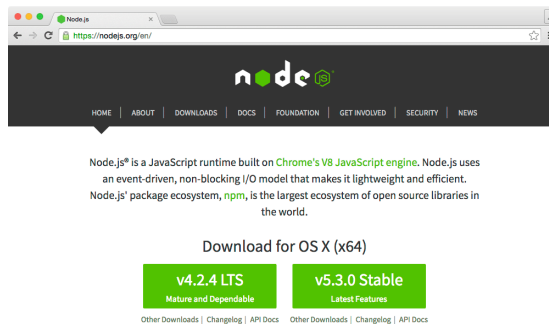 Node.js
https://nodejs.org/en/
node JS
HOME | ABOUT | DOWNLOADS | DOCS | FOUNDATION | GET INVOLVED | SECURITY | NEWS
Node.js® is a JavaScript runtime built on Chrome's V8 JavaScript engine. Node.js uses
an event-driven, non-blocking I/O model that makes it lightweight and efficient.
Node.js' package ecosystem, npm, is the largest ecosystem of open source libraries in
the world.
Download for OS X (x64)
v4.2.4 LTS
Mature and Dependable
v5.3.0 Stable
Latest Features
Other Downloads | Changelog | API Docs
Other Downloads | Changelog | API Docs